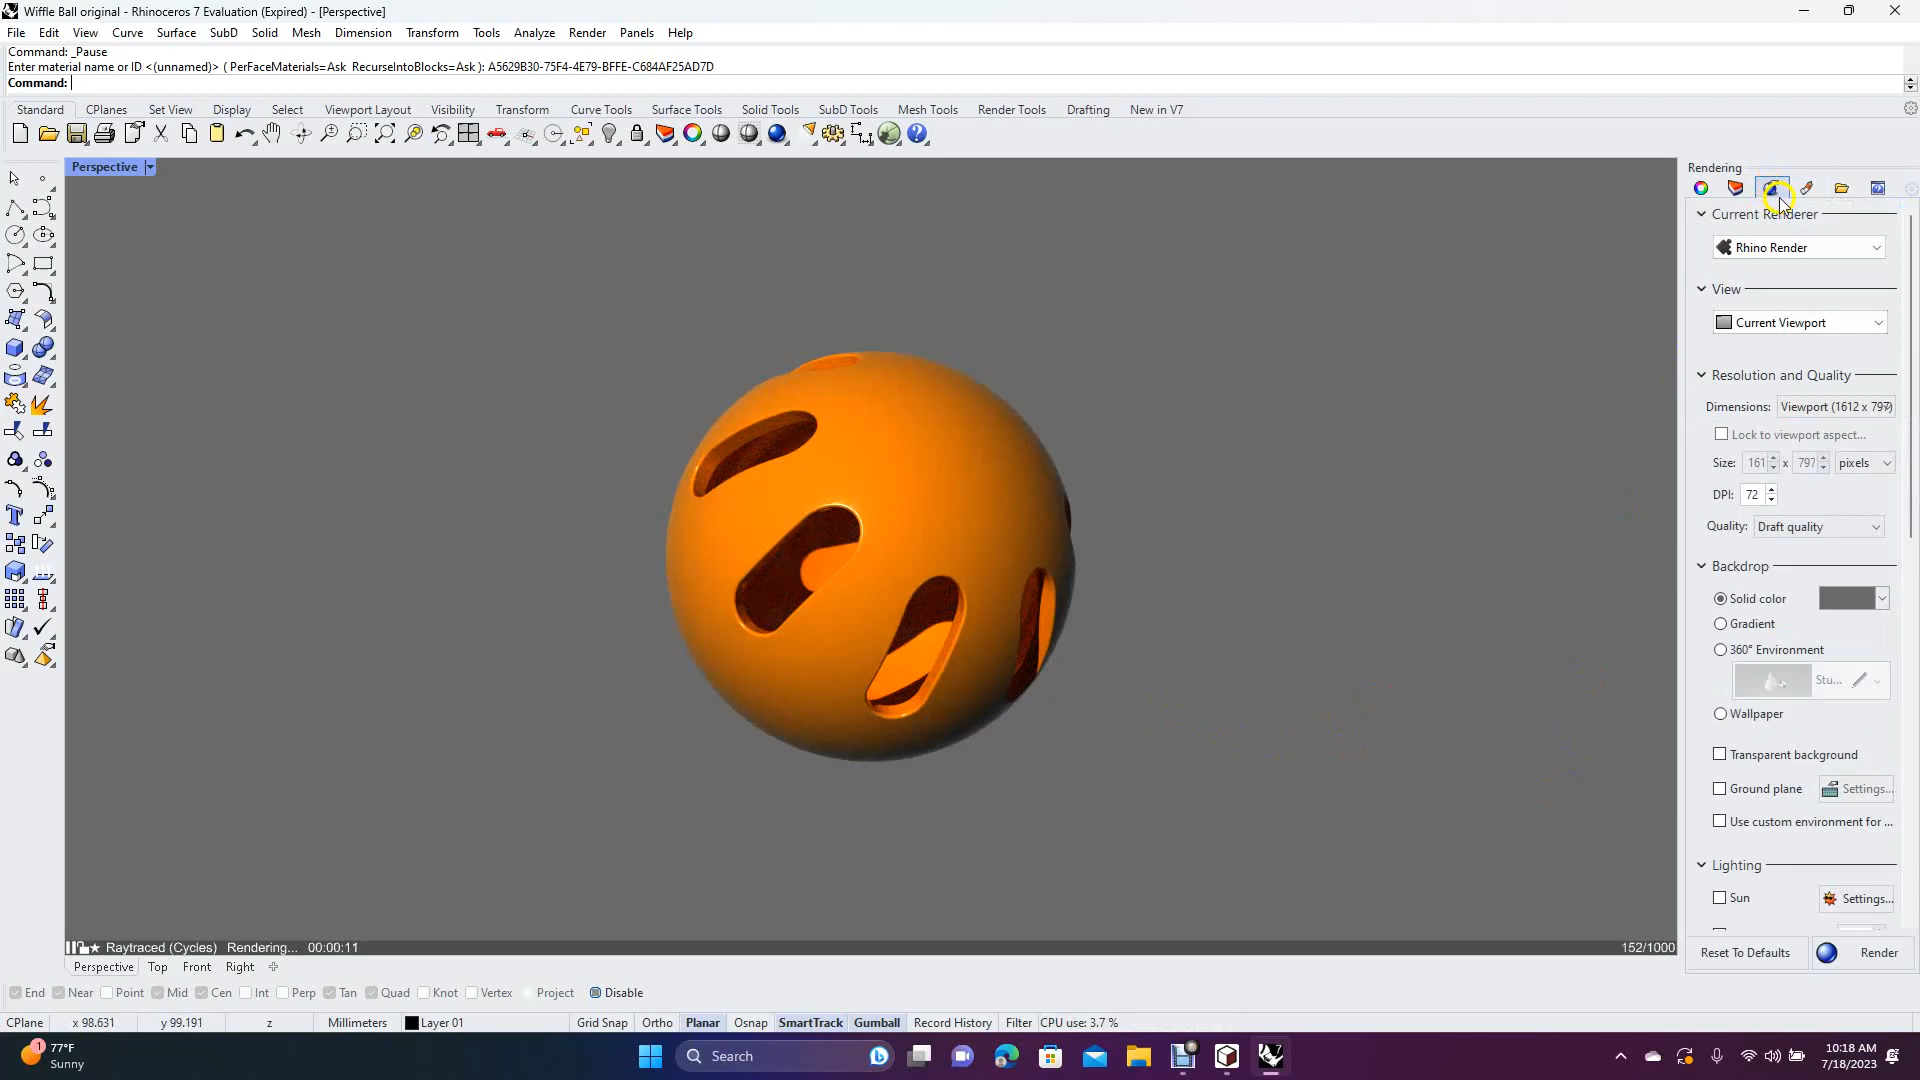 Wiffle Ball original - Rhinoceros 7 Evaluation (Expired) - [Perspective]
File Edit View Curve Surface SubD Solid Mesh Dimension Transform Tools Analyze Render Panels Help
Command: _Pause
Enter material name or ID <(unnamed)> ( PerFaceMaterials=Ask RecurseIntoBlocks=Ask ): A5629B30-75F4-4E79-BFFE-C684AF25AD7D
Command:
Standard CPlanes Set View Display Select Viewport Layout Visibility Transform Curve Tools Surface Tools Solid Tools SubD Tools Mesh Tools Render Tools Drafting New in V7
Perspective
Rendering
Current Renderer
Rhino Render
View
Current Viewport
Resolution and Quality
Dimensions: Viewport (1612 x 797)
Lock to viewport aspect...
Size: 161 x 797 pixels
DPI: 72
Quality: Draft quality
Backdrop
Solid color
Gradient
360° Environment
Stu...
Wallpaper
Transparent background
Ground plane Settings...
Use custom environment for ...
Lighting
Sun Settings...
Reset To Defaults Render
Raytraced (Cycles) Rendering... 00:00:11 152/1000
Perspective Top Front Right
End Near Point Mid Cen Int Perp Tan Quad Knot Vertex Project Disable
CPlane x 98.631 y 99.191 z Millimeters Layer 01 Grid Snap Ortho Planar Osnap SmartTrack Gumball Record History Filter CPU use: 3.7 %
1 77°F
Sunny
Search
7
10:18 AM
7/18/2023